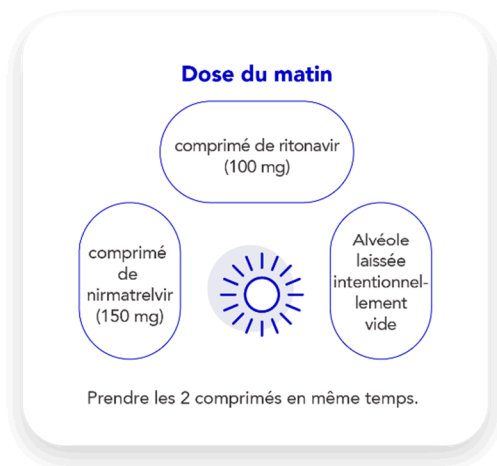 Dose du matin
comprimé de ritonavir
(100 mg)
comprimé
de
nirmatrelvir
(150 mg)
Alvéole
laissée
intentionnel-
lement
vide
Prendre les 2 comprimés en même temps.